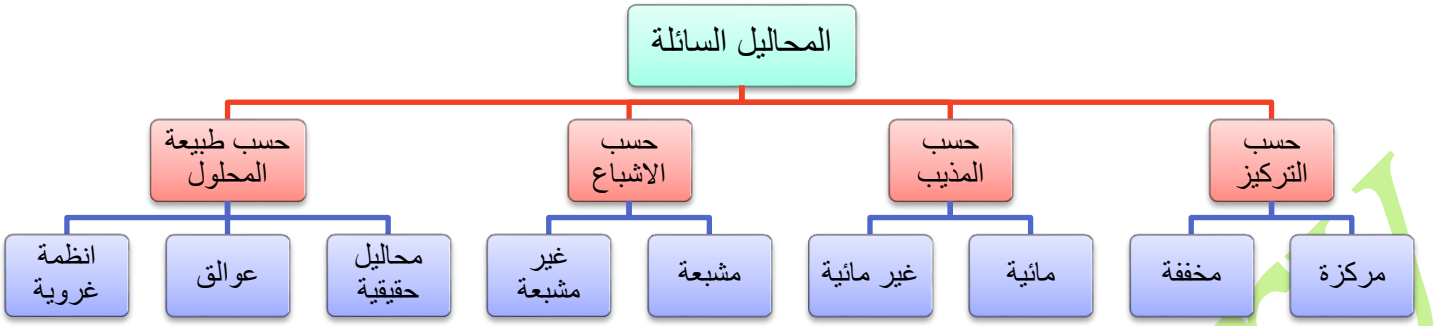 المحاليل السائلة
حسب
التركيز
حسب
المذيب
حسب
الاشباع
حسب طبيعة
المحلول
مركزة
مخففة
مائية
غير مائية
مشبعة
غير
مشبعة
محاليل
حقيقية
عوالق
انظمة
غروية